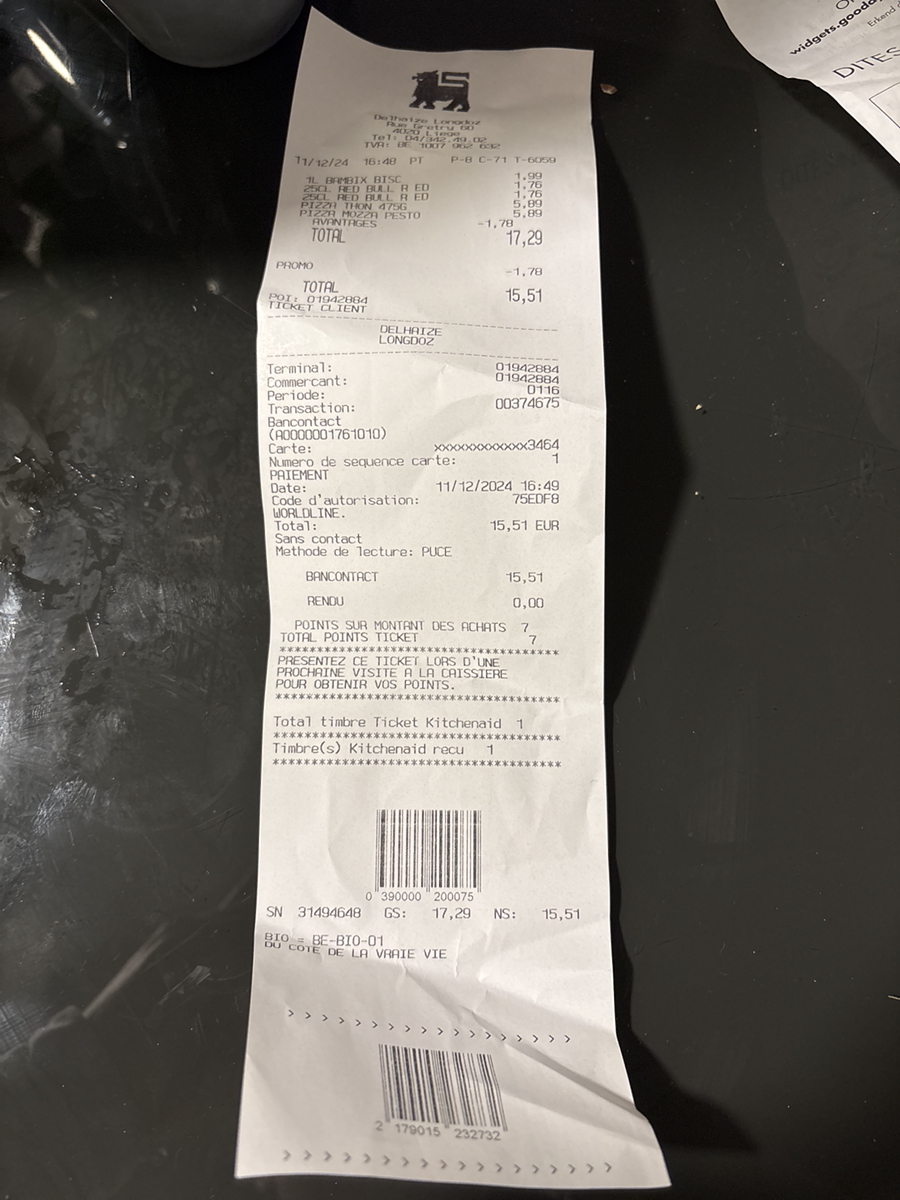 Delhaize Longdoz
Rue Gretry 60
4020 Liege
Tel: 04/342.49.02
TVA: BE 1007 962 632
11/12/24 16:48 PT P-8 C-71 T-6059
1L BAMBIX BISC 1,99
25CL RED BULL R ED 1,76
25CL RED BULL R ED 1,76
PIZZA THON 475G 5,89
PIZZA MOZZA PESTO 5,89
AVANTAGES -1,78
TOTAL 17,29
PROMO -1,78
TOTAL 15,51
POI: 01942884
TICKET CLIENT
DELHAIZE
LONGDOZ
Terminal: 01942884
Commercant: 01942884
Periode: 0116
Transaction: 00374675
Bancontact
(A0000001761010)
Carte: xxxxxxxxxxxxx3464
Numero de sequence carte: 1
PAIEMENT
Date: 11/12/2024 16:49
Code d'autorisation: 75EDF8
WORLDLINE.
Total: 15,51 EUR
Sans contact
Methode de lecture: PUCE
BANCONTACT 15,51
RENDU 0,00
POINTS SUR MONTANT DES ACHATS 7
TOTAL POINTS TICKET 7
************************************
PRESENTEZ CE TICKET LORS D'UNE
PROCHAINE VISITE A LA CAISSIERE
POUR OBTENIR VOS POINTS.
************************************
Total timbre Ticket Kitchenaid 1
************************************
Timbre(s) Kitchenaid recu 1
************************************
0 390000 200075
SN 31494648 GS: 17,29 NS: 15,51
BIO = BE-BIO-01
DU COTE DE LA VRAIE VIE
> > > > > > > > > > > > > > > > > >
2 179015 232732
> > > > > > > > > > > > > > > > > >
widgets.goodo
Erkend
DITES